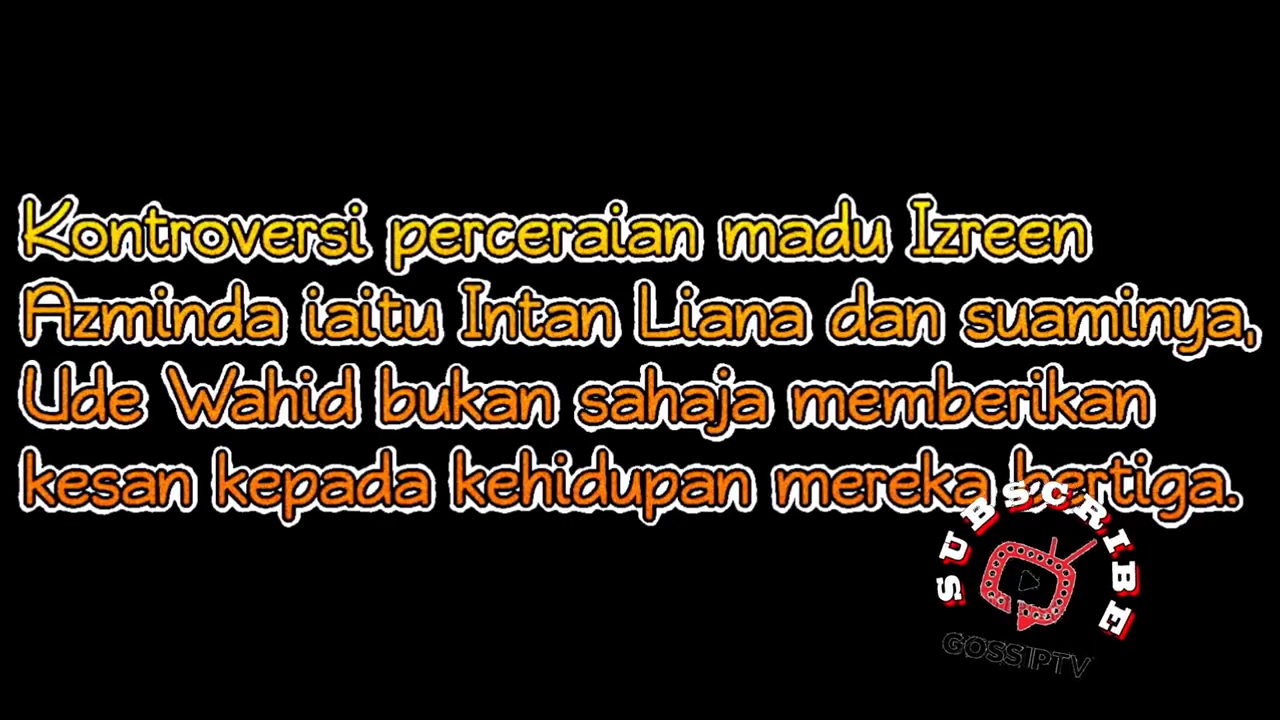 Kontroversi perceraian madu Izreen
Azminda iaitu Intan Liana dan suaminya,
Ude Wahid bukan sahaja memberikan
kesan kepada kehidupan mereka bertiga.
SUBSCRIBE
GOSSIPTV